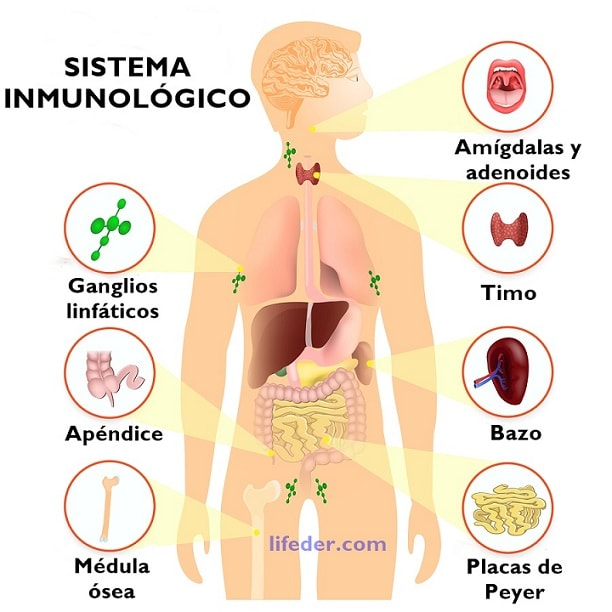 SISTEMA
INMUNOLÓGICO
Amígdalas y
adenoides
Ganglios
linfáticos
Timo
Apéndice
Bazo
Médula
ósea
lifeder.com
Placas de
Peyer